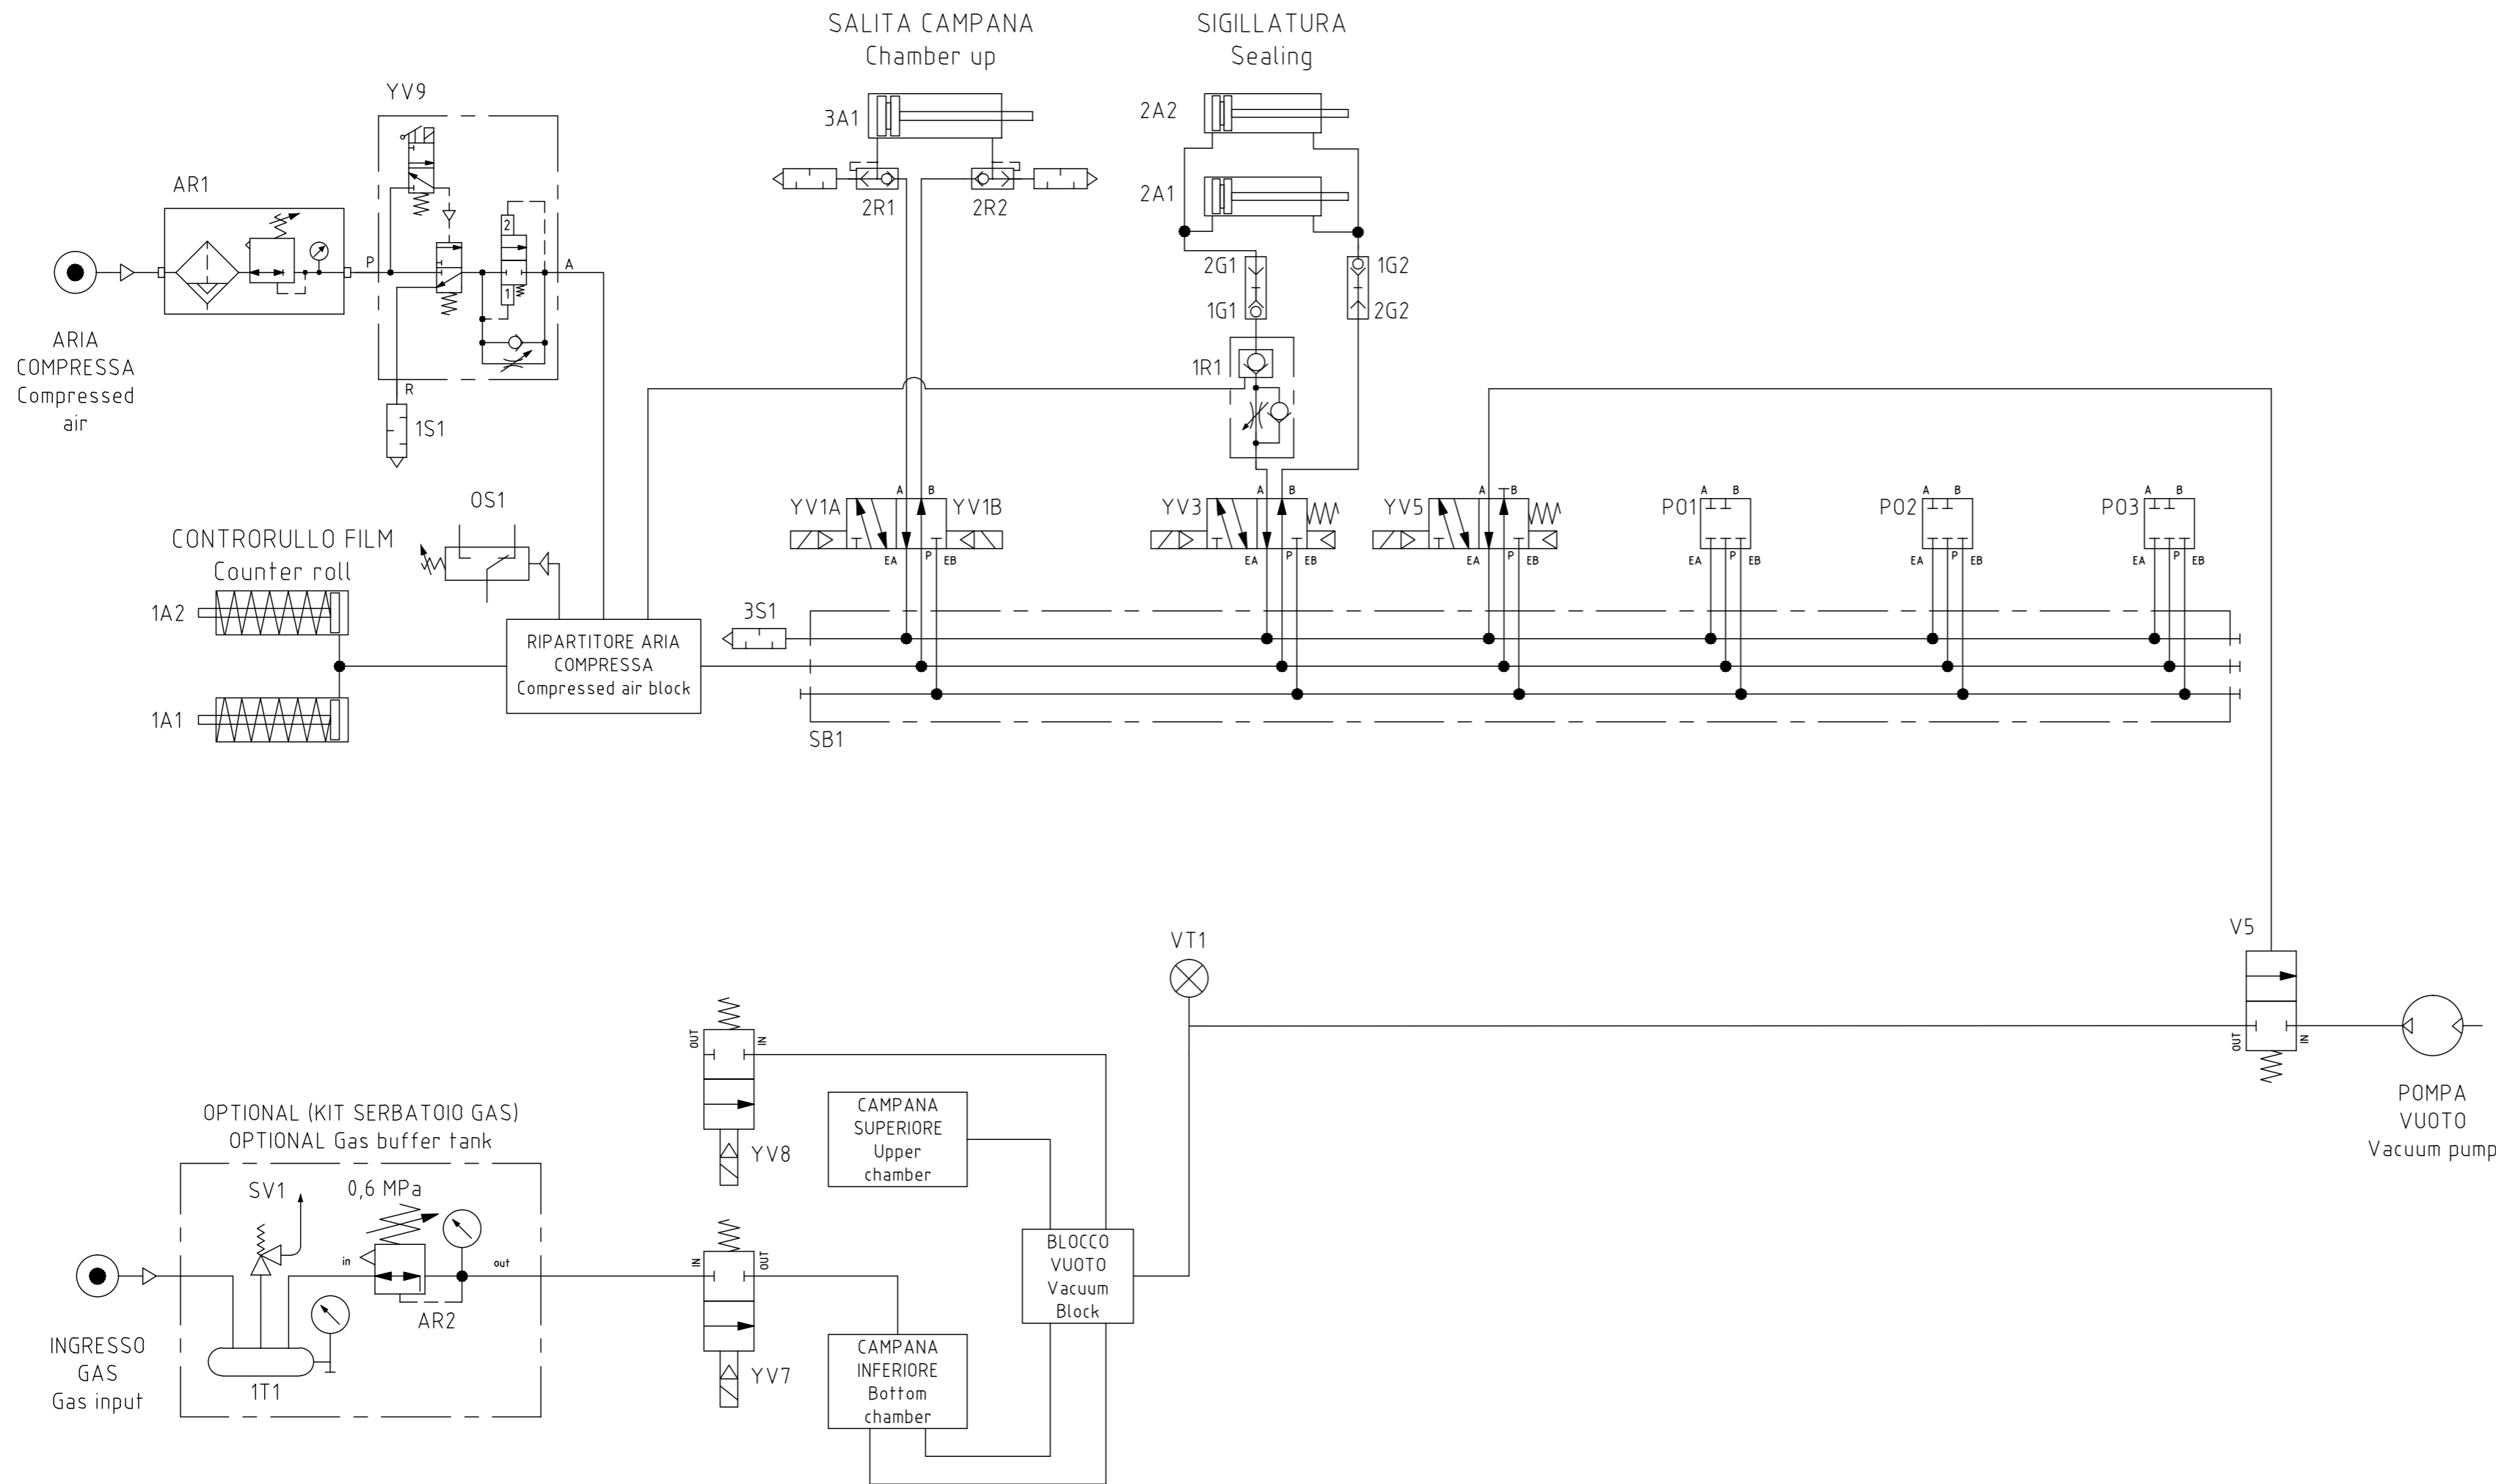 SALITA CAMPANA
Chamber up
SIGILLATURA
Sealing
YV9
3A1
2A2
2A1
AR1
2R1
2R2
2
1
P
A
R
2G1
1G1
1G2
2G2
1R1
ARIA
COMPRESSA
Compressed
air
1S1
OS1
CONTRORULLO FILM
Counter roll
1A2
1A1
RIPARTITORE ARIA
COMPRESSA
Compressed air block
3S1
SB1
YV1A
A
B
YV1B
EA
P
EB
YV3
A
B
EA
P
EB
YV5
A
B
EA
P
EB
PO1
A
B
EA
P
EB
PO2
A
B
EA
P
EB
PO3
A
B
EA
P
EB
VT1
V5
OUT
IN
POMPA
VUOTO
Vacuum pump
OUT
IN
YV8
CAMPANA
SUPERIORE
Upper
chamber
OPTIONAL (KIT SERBATOIO GAS)
OPTIONAL Gas buffer tank
SV1
0,6 MPa
in
out
AR2
1T1
INGRESSO
GAS
Gas input
IN
OUT
YV7
BLOCCO
VUOTO
Vacuum
Block
CAMPANA
INFERIORE
Bottom
chamber